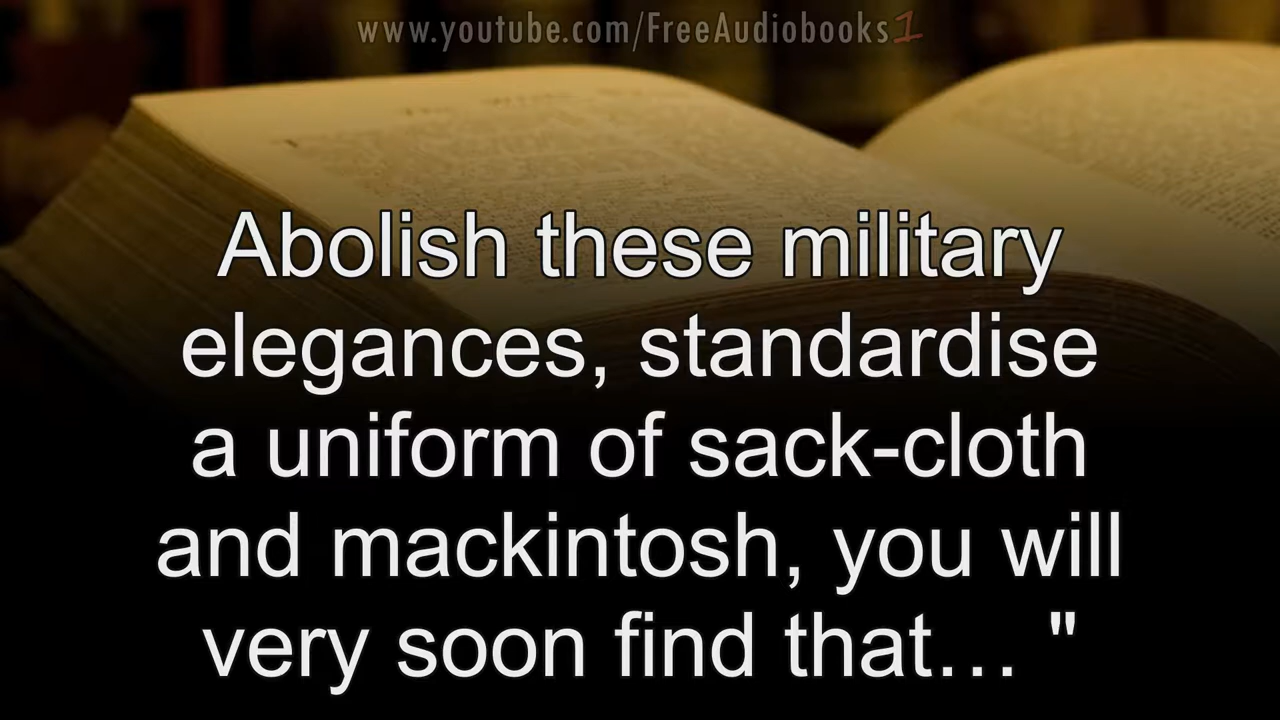 www.youtube.com/FreeAudiobooks1
Abolish these military
elegances, standardise
a uniform of sack-cloth
and mackintosh, you will
very soon find that… "